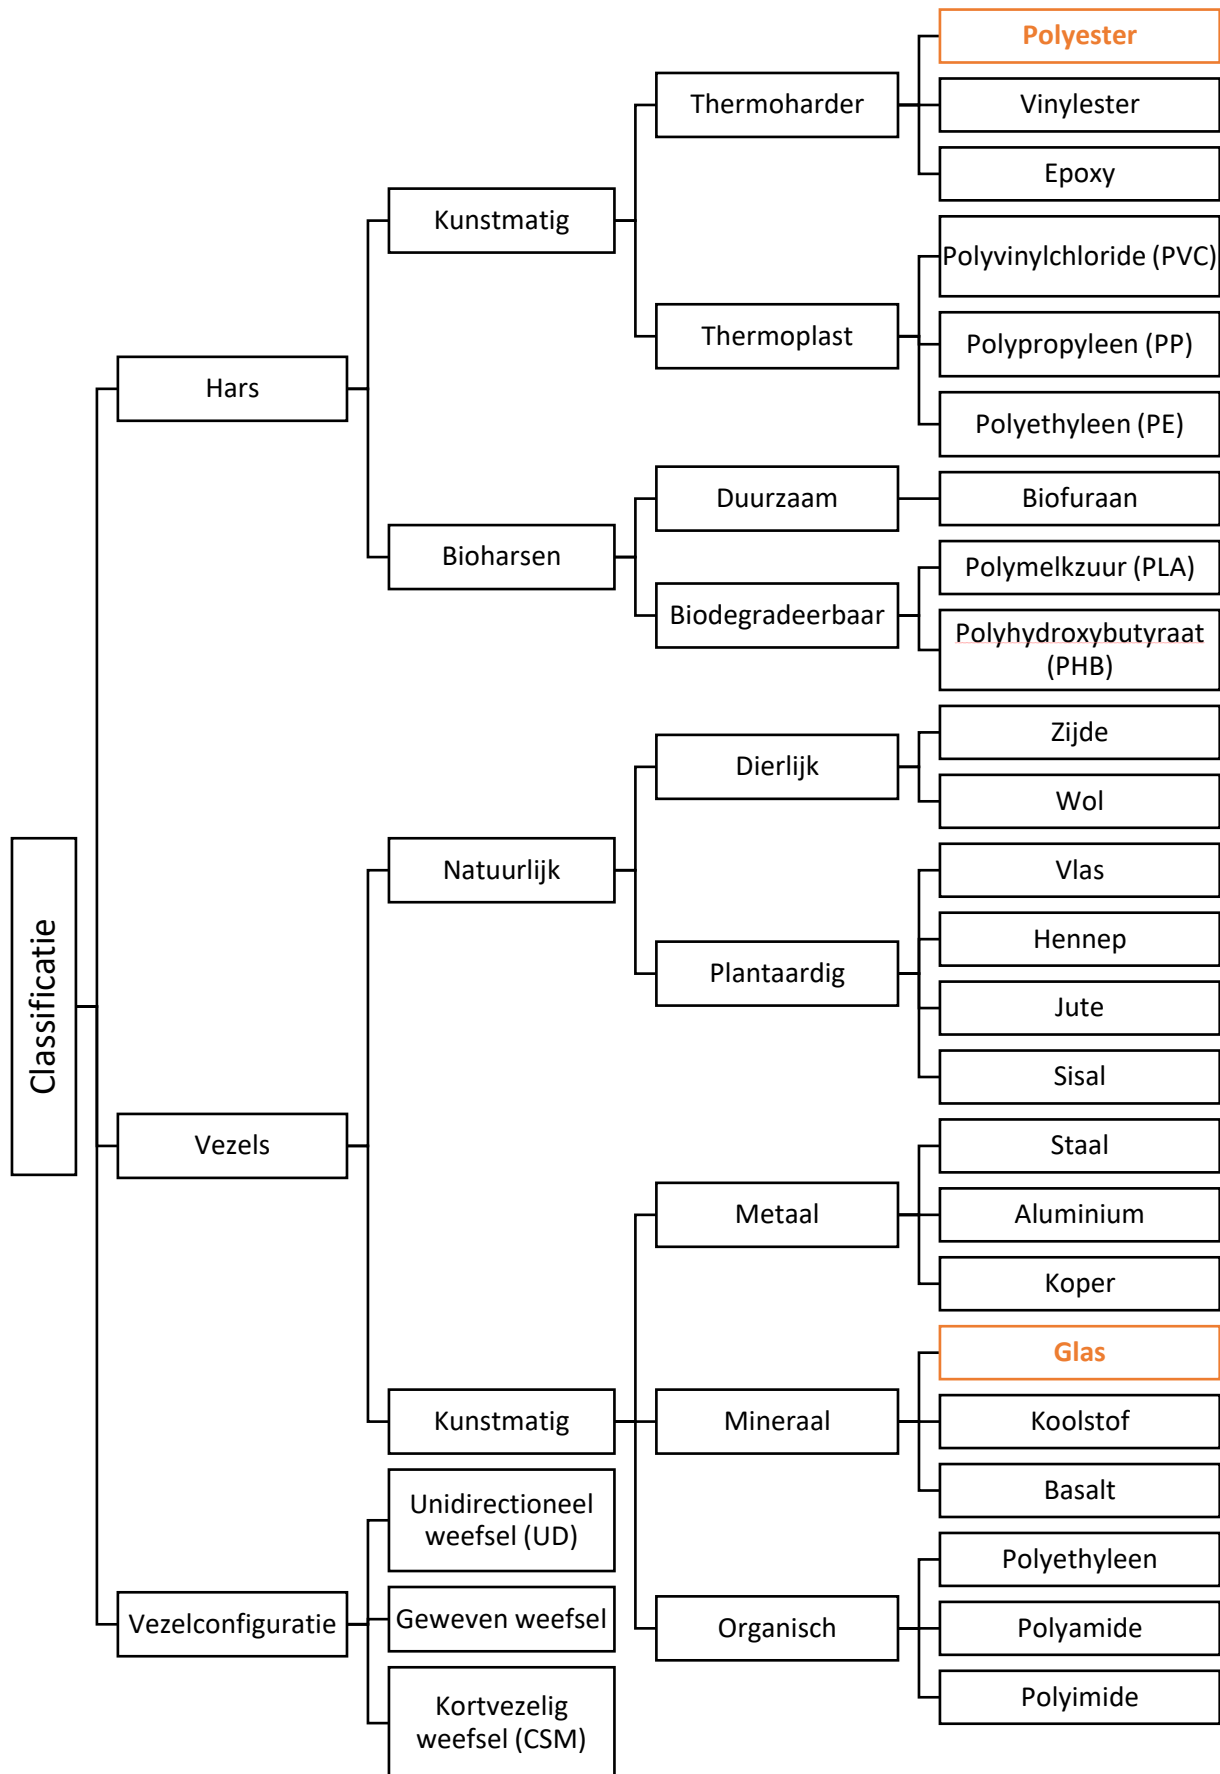 Classificatie
Hars
Kunstmatig
Thermoharder
Polyester
Vinylester
Epoxy
Thermoplast
Polyvinylchloride (PVC)
Polypropyleen (PP)
Polyethyleen (PE)
Bioharsen
Duurzaam
Biofuraan
Biodegradeerbaar
Polymelkzuur (PLA)
Polyhydroxybutyraat
(PHB)
Vezels
Natuurlijk
Dierlijk
Zijde
Wol
Plantaardig
Vlas
Hennep
Jute
Sisal
Kunstmatig
Metaal
Staal
Aluminium
Koper
Mineraal
Glas
Koolstof
Basalt
Organisch
Polyethyleen
Polyamide
Polyimide
Vezelconfiguratie
Unidirectioneel
weefsel (UD)
Geweven weefsel
Kortvezelig
weefsel (CSM)